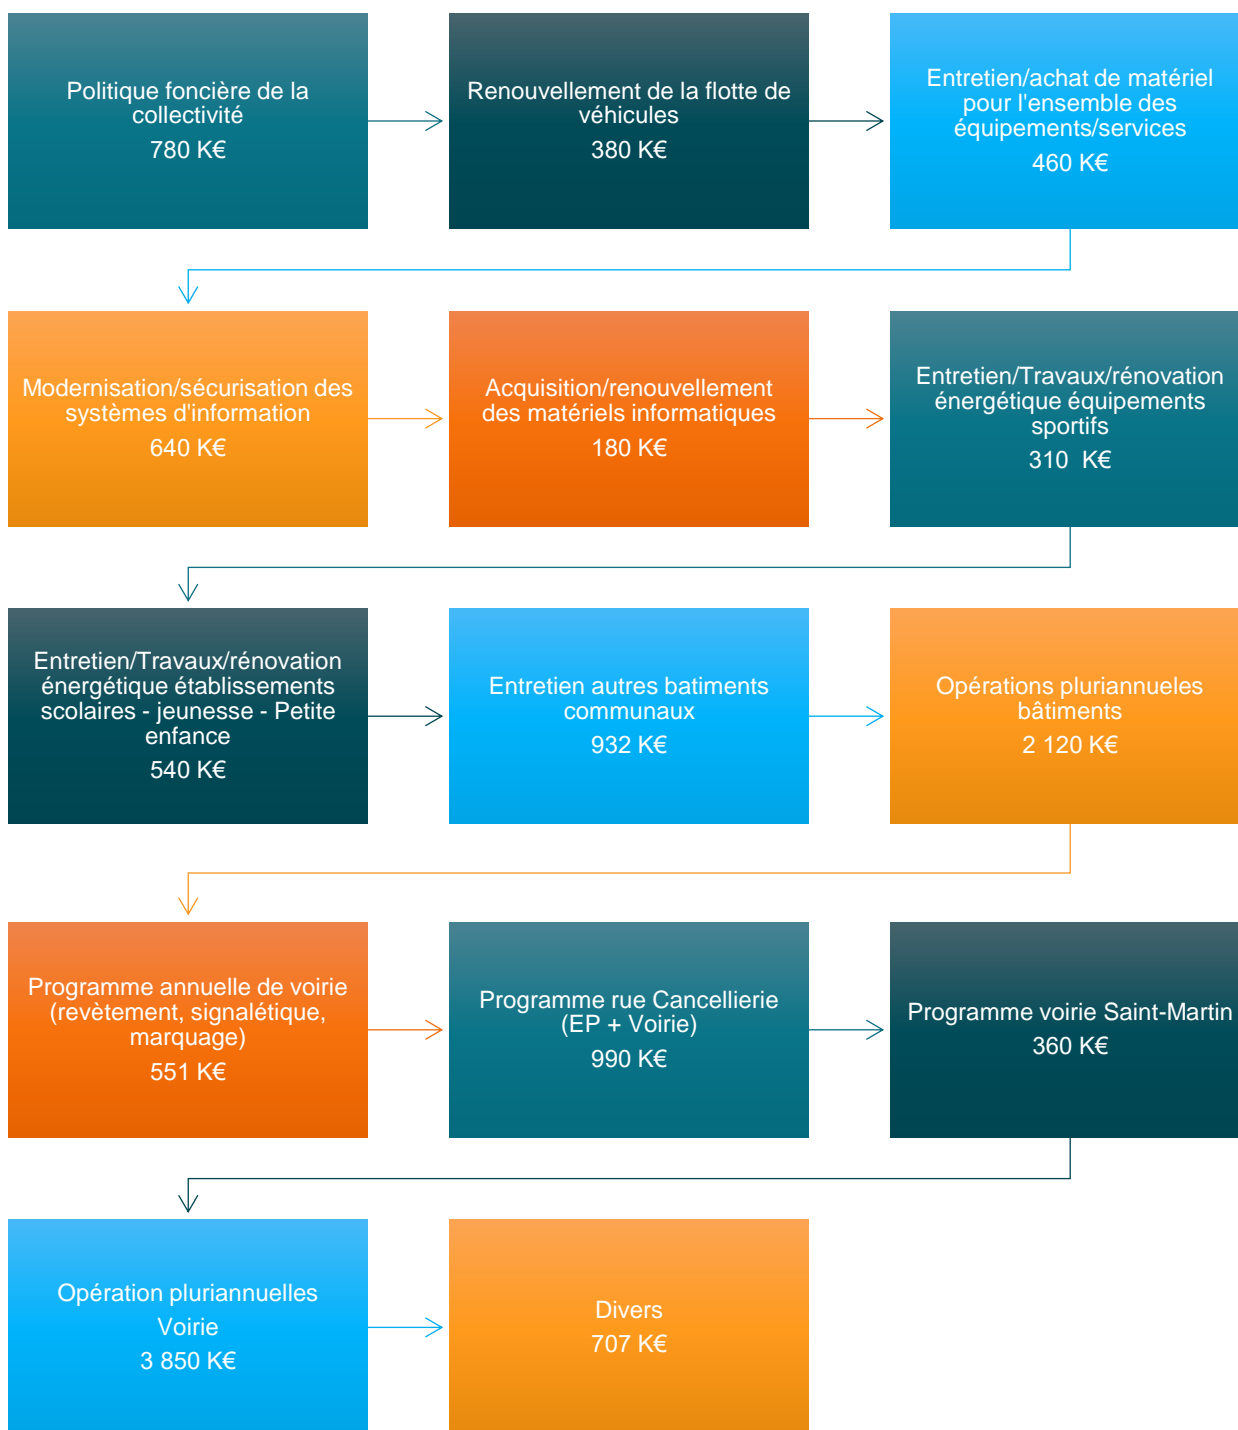 Politique foncière de la
collectivité
780 K€
Renouvellement de la flotte de
véhicules
380 K€
Entretien/achat de matériel
pour l'ensemble des
équipements/services
460 K€
Modernisation/sécurisation des
systèmes d'information
640 K€
Acquisition/renouvellement
des matériels informatiques
180 K€
Entretien/Travaux/rénovation
énergétique équipements
sportifs
310  K€
Entretien/Travaux/rénovation
énergétique établissements
scolaires - jeunesse - Petite
enfance
540 K€
Entretien autres batiments
communaux
932 K€
Opérations pluriannueles
bâtiments
2 120 K€
Programme annuelle de voirie
(revètement, signalétique,
marquage)
551 K€
Programme rue Cancellierie
(EP + Voirie)
990 K€
Programme voirie Saint-Martin
360 K€
Opération pluriannuelles
Voirie
3 850 K€
Divers
707 K€